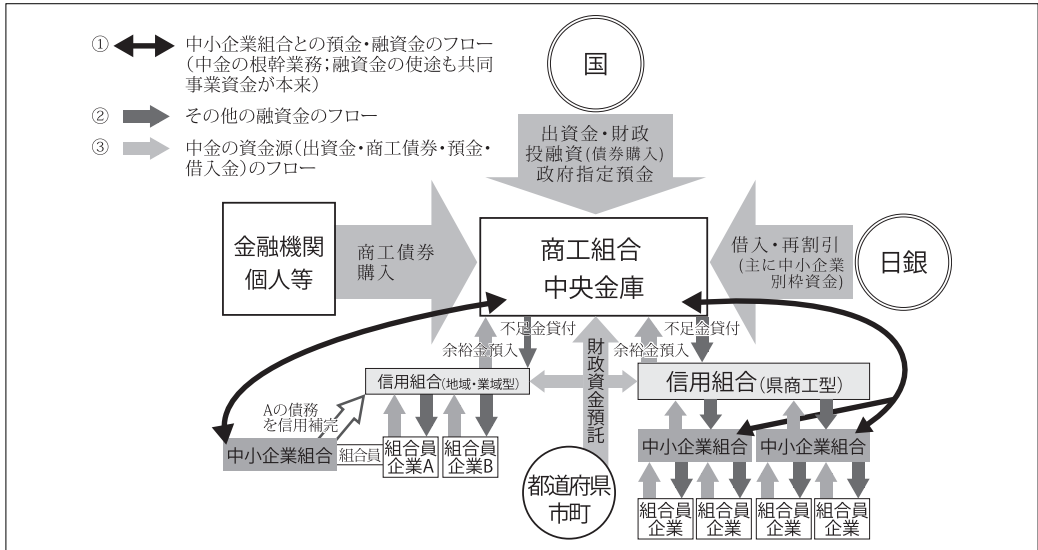 ① 中小企業組合との預金・融資金のフロー
(中金の根幹業務;融資金の使途も共同
事業資金が本来)
② その他の融資金のフロー
③ 中金の資金源(出資金・商工債券・預金・
借入金)のフロー
国
出資金・財政
投融資(債券購入)
政府指定預金
金融機関
個人等
商工債券
購入
商工組合
中央金庫
借入・再割引
(主に中小企業
別枠資金)
日銀
不足金貸付
余裕金預入
不足金貸付
余裕金預入
財政資金預託
信用組合(地域・業域型)
信用組合(県商工型)
Aの債務
を信用補完
中小企業組合
組合員
組合員
企業A
組合員
企業B
都道府県
市町
中小企業組合
中小企業組合
組合員
企業
組合員
企業
組合員
企業
組合員
企業